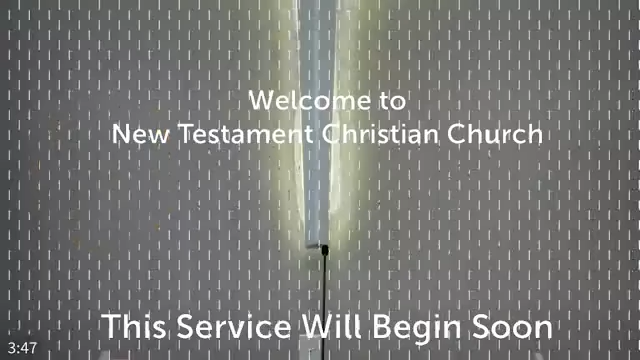 Welcome to
New Testament Christian Church
This Service Will Begin Soon
3:47